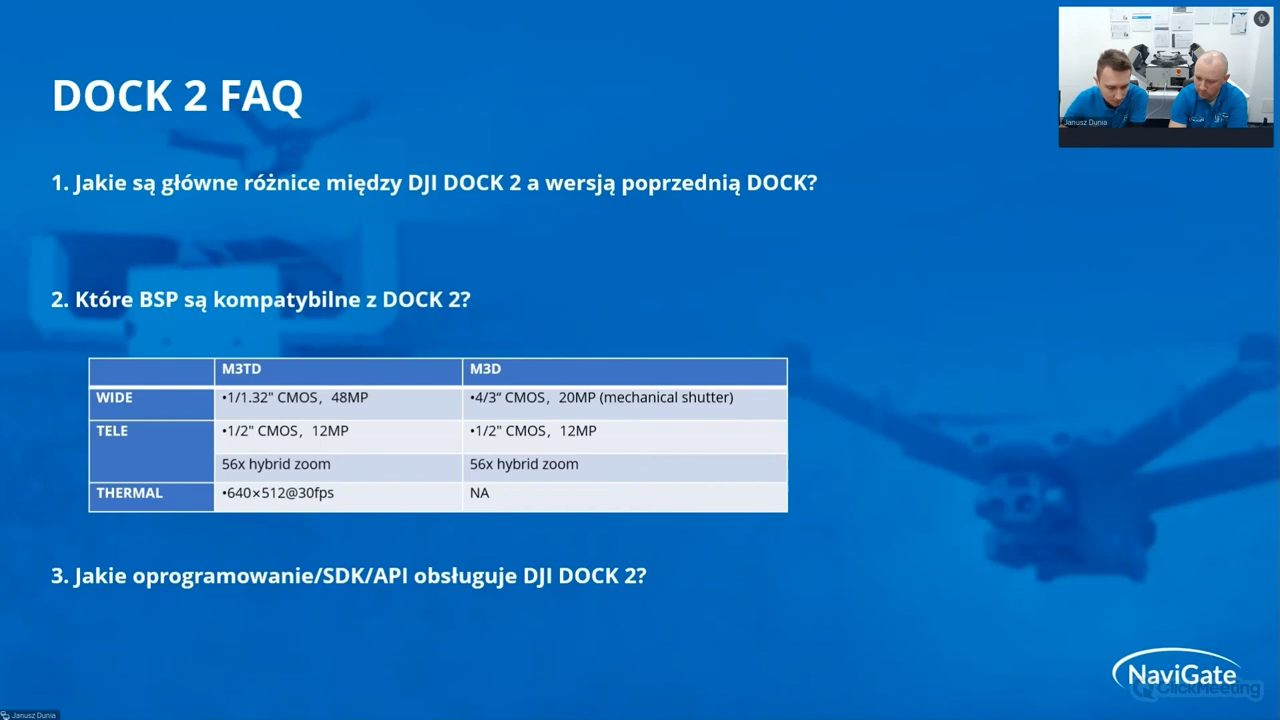 DOCK 2 FAQ
Janusz Dunia
1. Jakie są główne różnice między DJI DOCK 2 a wersją poprzednią DOCK?
2. Które BSP są kompatybilne z DOCK 2?
M3TD M3D
WIDE •1/1.32" CMOS，48MP •4/3“ CMOS，20MP (mechanical shutter)
TELE •1/2" CMOS，12MP •1/2" CMOS，12MP
56x hybrid zoom 56x hybrid zoom
THERMAL •640×512@30fps NA
3. Jakie oprogramowanie/SDK/API obsługuje DJI DOCK 2?
NaviGate
ClickMeeting
Janusz Dunia